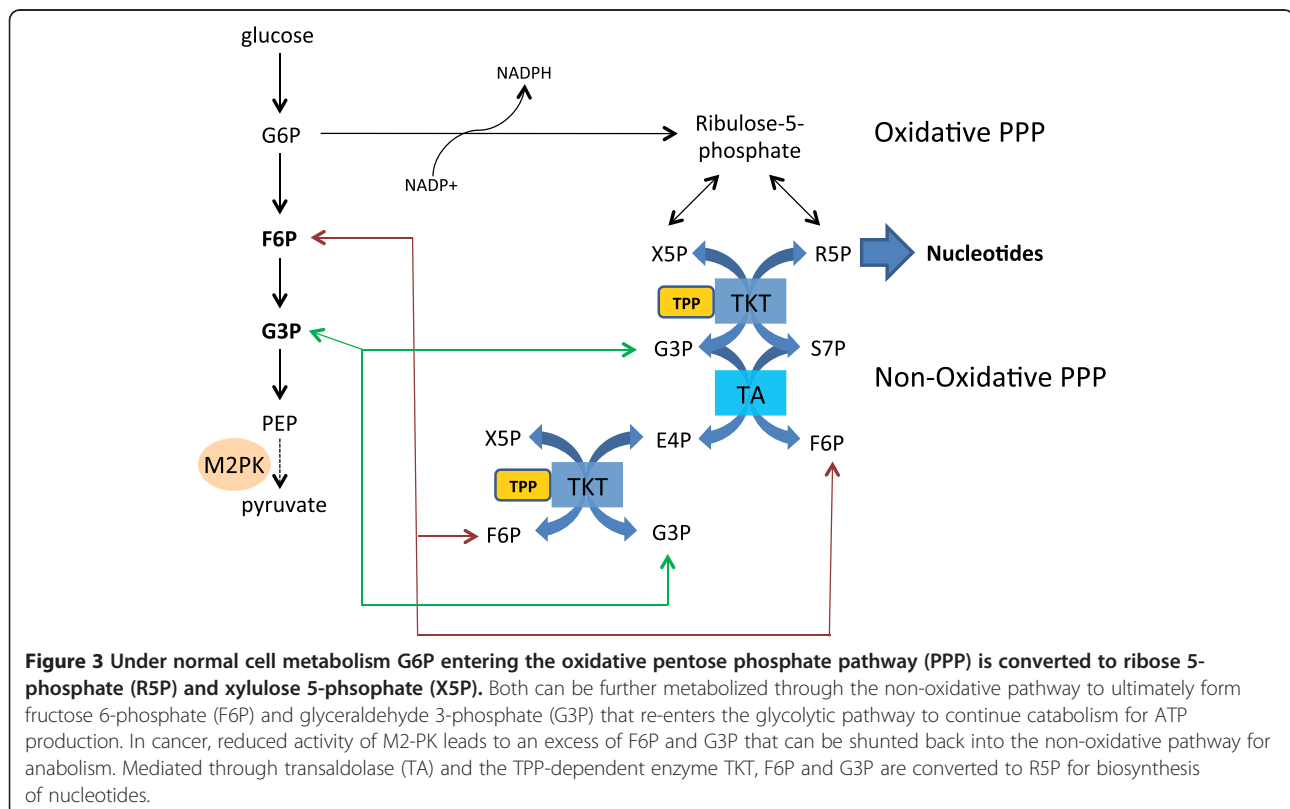 glucose
NADPH
G6P
Ribulose-5-
phosphate
Oxidative PPP
NADP+
F6P
X5P
R5P
Nucleotides
TPP
TKT
G3P
G3P
S7P
Non-Oxidative PPP
TA
PEP
X5P
E4P
F6P
M2PK
TPP
TKT
pyruvate
F6P
G3P
Figure 3 Under normal cell metabolism G6P entering the oxidative pentose phosphate pathway (PPP) is converted to ribose 5-
phosphate (R5P) and xylulose 5-phsophate (X5P). Both can be further metabolized through the non-oxidative pathway to ultimately form
fructose 6-phosphate (F6P) and glyceraldehyde 3-phosphate (G3P) that re-enters the glycolytic pathway to continue catabolism for ATP
production. In cancer, reduced activity of M2-PK leads to an excess of F6P and G3P that can be shunted back into the non-oxidative pathway for
anabolism. Mediated through transaldolase (TA) and the TPP-dependent enzyme TKT, F6P and G3P are converted to R5P for biosynthesis
of nucleotides.